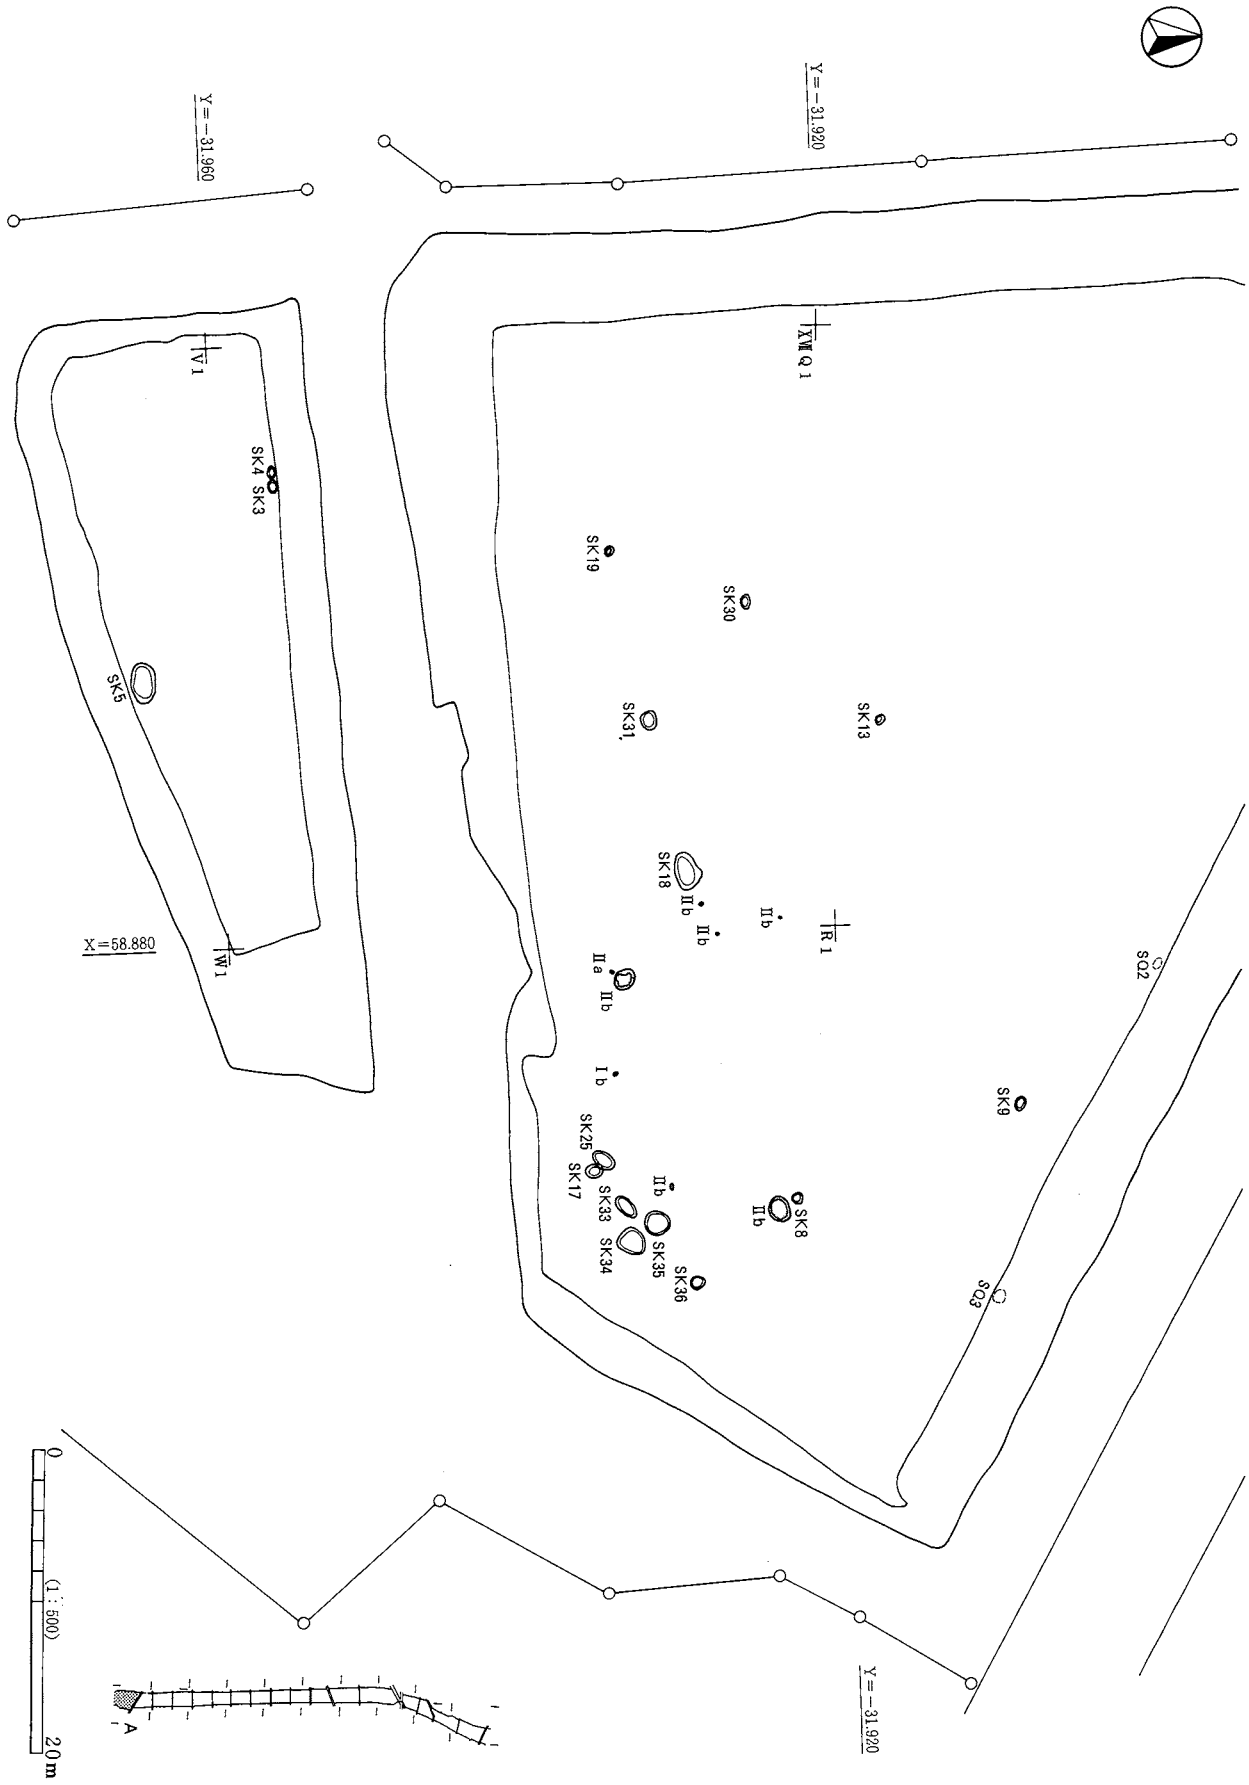 Y=-31.960
Y=-31.920
V1
Q1
SK4
SK3
SK19
SK30
SK5
SK31
SK13
SK18
Ⅱb
Ⅱb
Ⅱb
R1
X=58.880
W1
SQ2
Ⅱa
Ⅱb
Ⅰb
SK9
SK25
SK17
SK33
Ⅱb
SK34
SK35
SK36
Ⅱb
SK8
SQ3
0
(1:500)
20m
A
Y=-31.920